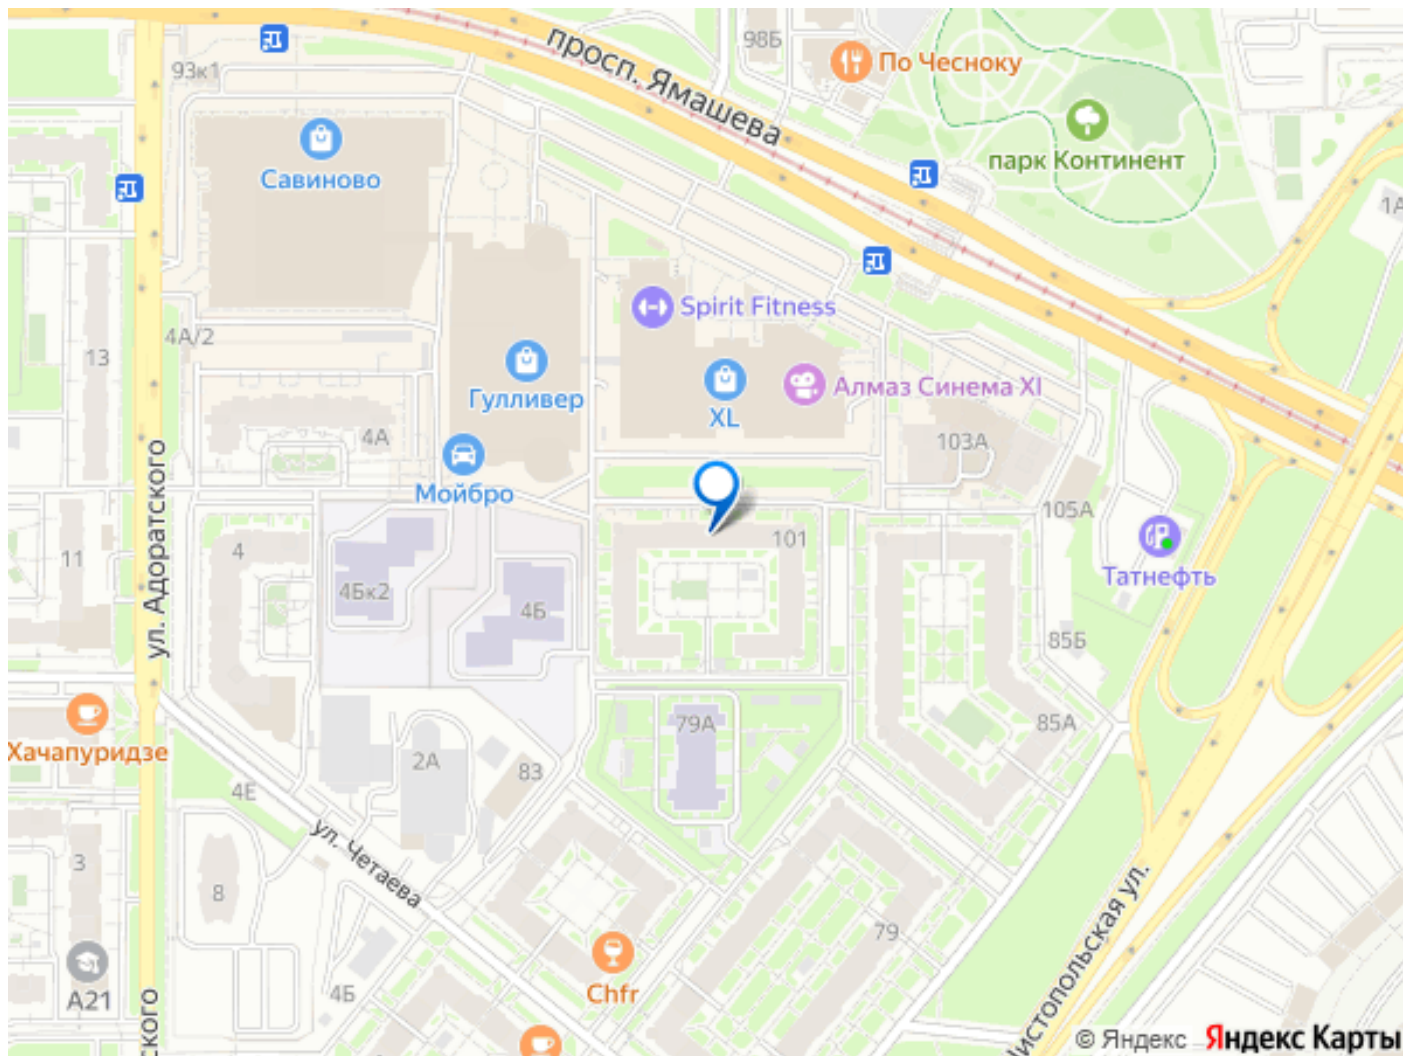 98Б
просп. Ямашева
По Чесноку
93к1
парк Континент
Савиново
1А
Spirit Fitness
4А/2
13
Гулливер
Алмаз Синема XI
XL
4А
103А
ул. Адоратского
Мойбро
105А
101
4
11
Татнефть
4Бк2
4Б
85Б
79А
85А
Хачапуридзе
2А
83
4Е
ул. Четаева
3
8
79
Чистопольская ул.
А21
4Б
Chfr
ского
© Яндекс Яндекс Карты